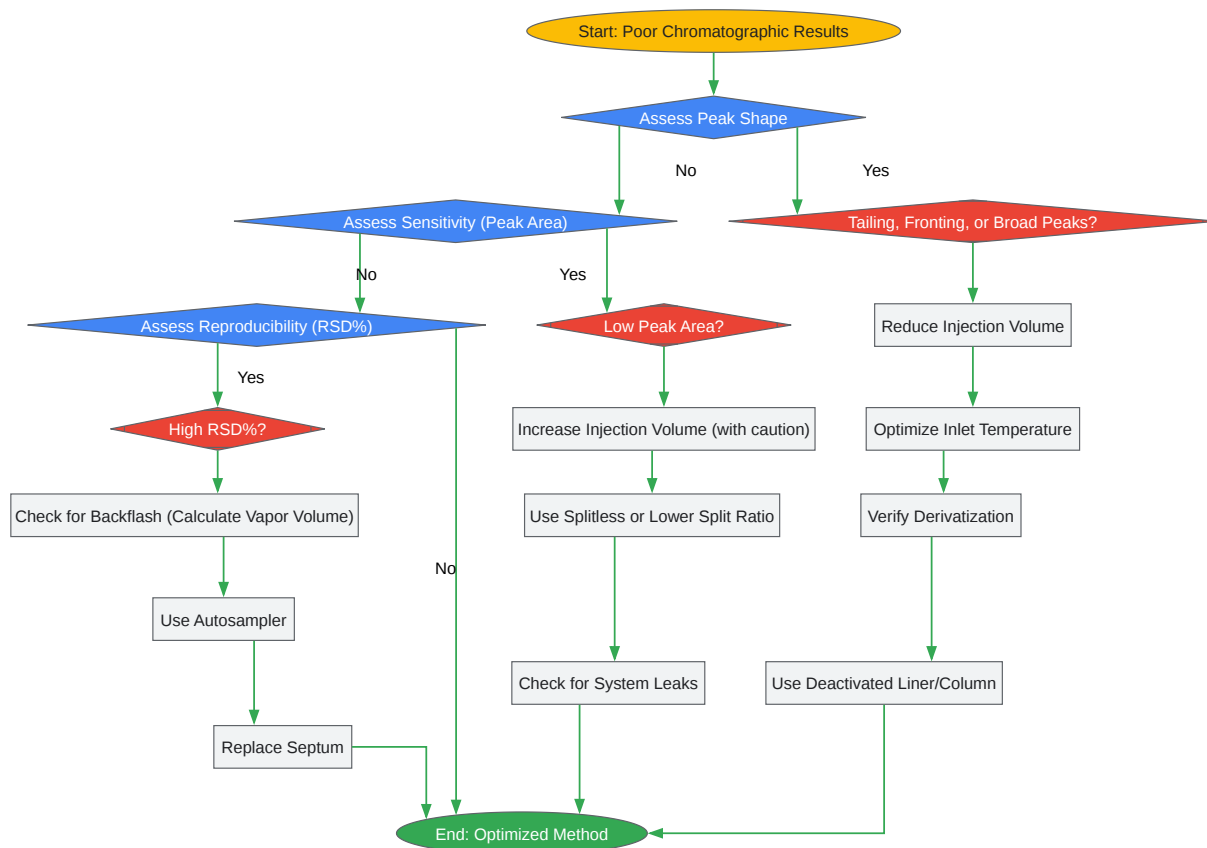 Start: Poor Chromatographic Results
Assess Peak Shape
No
Yes
Assess Sensitivity (Peak Area)
Tailing, Fronting, or Broad Peaks?
No
Yes
Assess Reproducibility (RSD%)
Low Peak Area?
Reduce Injection Volume
Yes
High RSD%?
Increase Injection Volume (with caution)
Optimize Inlet Temperature
Check for Backflash (Calculate Vapor Volume)
Use Splitless or Lower Split Ratio
Verify Derivatization
No
Use Autosampler
Check for System Leaks
Use Deactivated Liner/Column
Replace Septum
End: Optimized Method